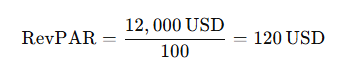 RevPAR = 12,000 USD / 100 = 120 USD